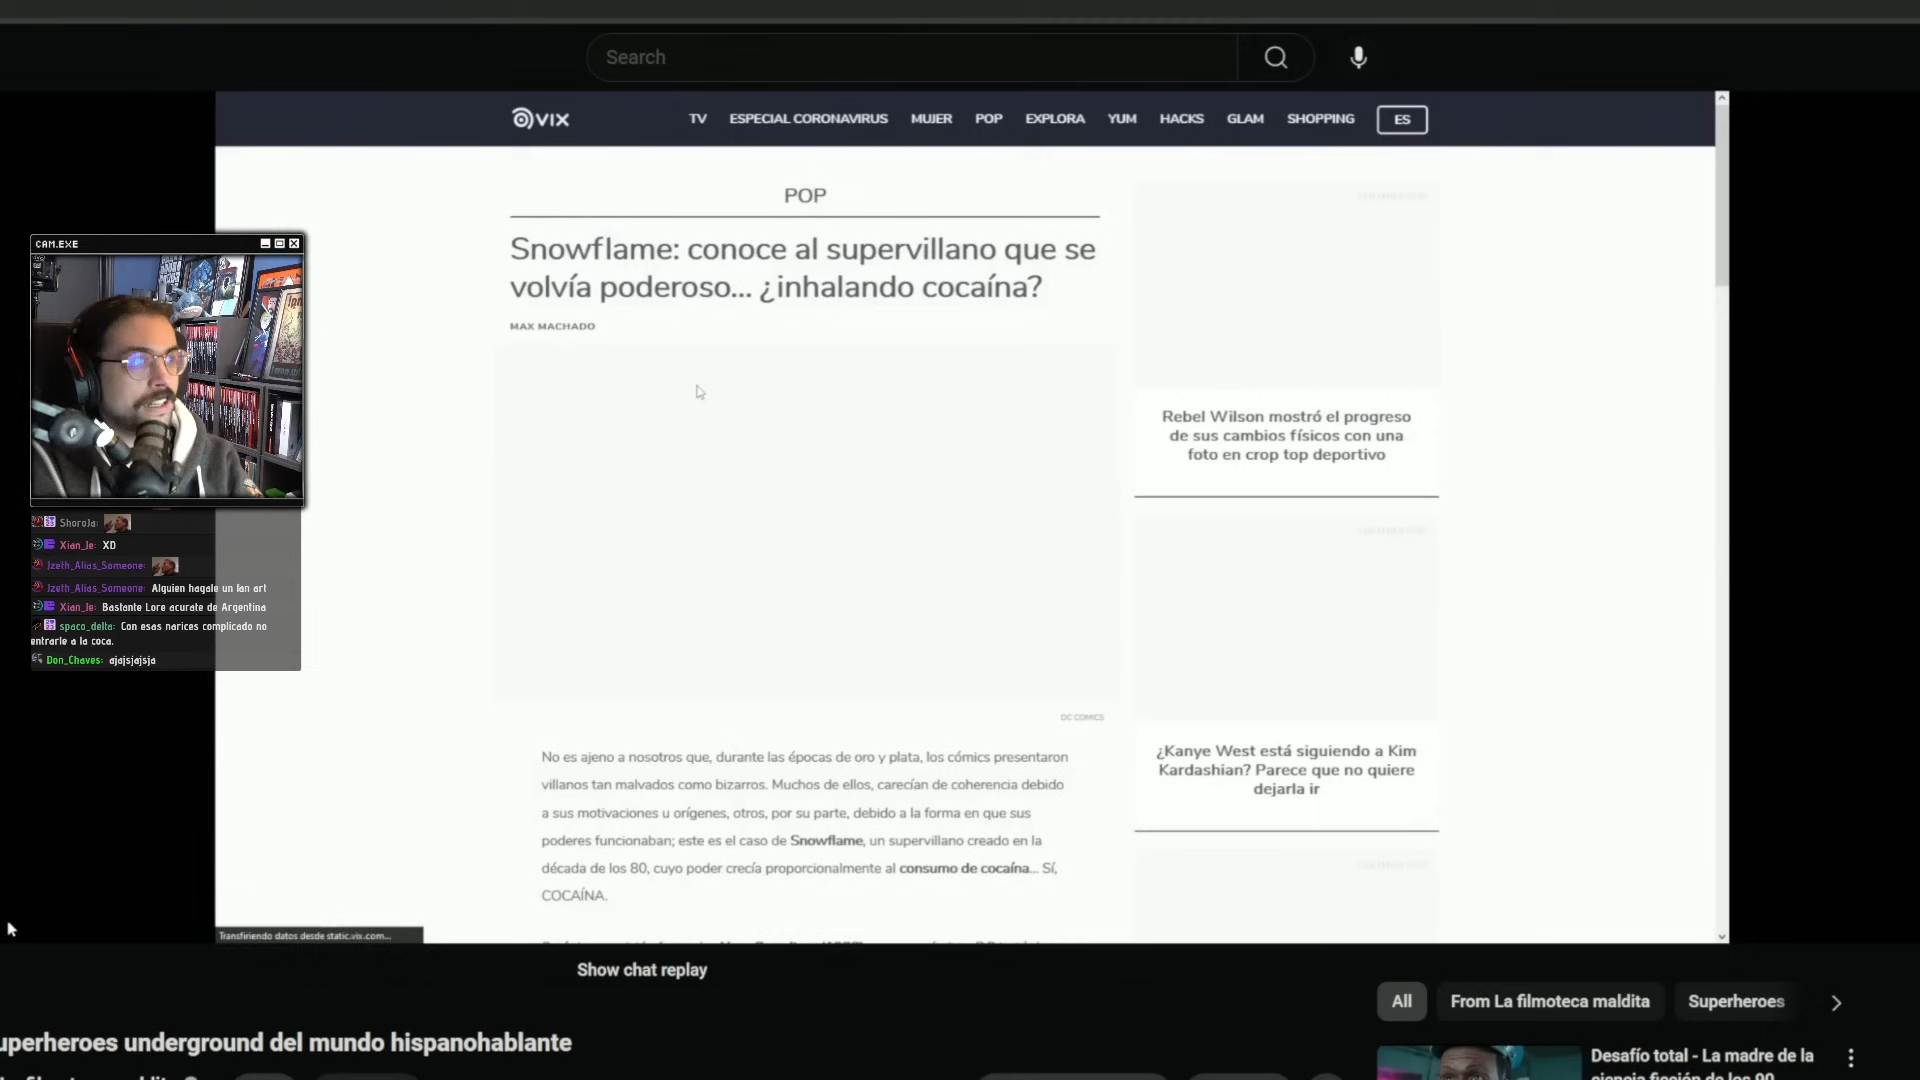 Search
VIX
TV ESPECIAL CORONAVIRUS MUJER POP EXPLORA YUM HACKS GLAM SHOPPING ES
POP
Snowflame: conoce al supervillano que se
volvía poderoso... ¿inhalando cocaína?
MAX MACHADO
CAM.EXE
ShoroJa:
Xian_Je: XD
Jzeth_Alias_Someone:
Jzeth_Alias_Someone: Alguien hagale un fan art
Xian_Je: Bastante Lore acurate de Argentina
spaco_delta: Con esas narices complicado no
entrarle a la coca.
Don_Chaves: ajajsjajsja
Rebel Wilson mostró el progreso
de sus cambios físicos con una
foto en crop top deportivo
DC COMICS
No es ajeno a nosotros que, durante las épocas de oro y plata, los cómics presentaron
villanos tan malvados como bizarros. Muchos de ellos, carecían de coherencia debido
a sus motivaciones u orígenes, otros, por su parte, debido a la forma en que sus
poderes funcionaban; este es el caso de Snowflame, un supervillano creado en la
década de los 80, cuyo poder crecía proporcionalmente al consumo de cocaína... Sí,
COCAÍNA.
¿Kanye West está siguiendo a Kim
Kardashian? Parece que no quiere
dejarla ir
Transfiriendo datos desde static.vix.com...
Show chat replay
All From La filmoteca maldita Superheroes
uperheroes underground del mundo hispanohablante
Desafío total - La madre de la
ciencia ficción de los 90